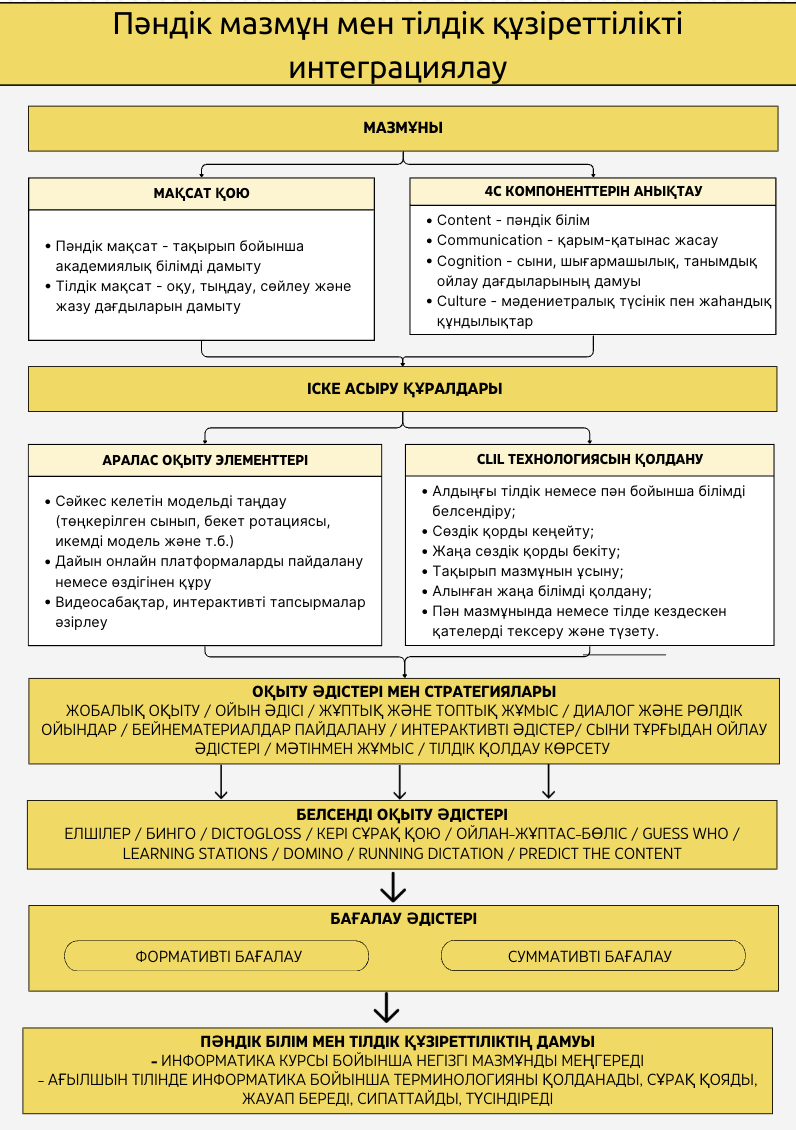 Пәндік мазмұн мен тілдік құзіреттілікті
интеграциялау
МАЗМҰНЫ
МАҚСАТ ҚОЮ
• Пәндік мақсат - тақырып бойынша
академиялық білімді дамыту
• Тілдік мақсат - оқу, тыңдау, сөйлеу және
жазу дағдыларын дамыту
4С КОМПОНЕНТТЕРІН АНЫҚТАУ
• Content - пәндік білім
• Communication - қарым-қатынас жасау
• Cognition - сыни, шығармашылық, танымдық
ойлау дағдыларының дамуы
• Culture - мәдениетралық түсінік пен жаһандық
құндылықтар
ІСКЕ АСЫРУ ҚҰРАЛДАРЫ
АРАЛАС ОҚЫТУ ЭЛЕМЕНТТЕРІ
• Сәйкес келетін модельді таңдау
(төңкерілген сынып, бекет ротациясы,
икемді модель және т.б.)
• Дайын онлайн платформаларды пайдалану
немесе өздігінен құру
• Видеосабақтар, интерактивті тапсырмалар
әзірлеу
CLIL ТЕХНОЛОГИЯСЫН ҚОЛДАНУ
• Алдыңғы тілдік немесе пән бойынша білімді
белсендіру;
• Сөздік қорды кеңейту;
• Жаңа сөздік қорды бекіту;
• Тақырып мазмұнын ұсыну;
• Алынған жаңа білімді қолдану;
• Пән мазмұнында немесе тілде кездескен
қателерді тексеру және түзету.
ОҚЫТУ ӘДІСТЕРІ МЕН СТРАТЕГИЯЛАРЫ
ЖОБАЛЫҚ ОҚЫТУ / ОЙЫН ӘДІСІ / ЖҰПТЫҚ ЖӘНЕ ТОПТЫҚ ЖҰМЫС / ДИАЛОГ ЖӘНЕ РӨЛДІК
ОЙЫНДАР / БЕЙНЕМАТЕРИАЛДАР ПАЙДАЛАНУ / ИНТЕРАКТИВТІ ӘДІСТЕР/ СЫНИ ТҰРҒЫДАН ОЙЛАУ
ӘДІСТЕРІ / МӘТІНМЕН ЖҰМЫС / ТІЛДІК ҚОЛДАУ КӨРСЕТУ
БЕЛСЕНДІ ОҚЫТУ ӘДІСТЕРІ
ЕЛШІЛЕР / БИНГО / DICTOGLOSS / КЕРІ СҰРАҚ ҚОЮ / ОЙЛАН-ЖҰПТАС-БӨЛІС / GUESS WHO /
LEARNING STATIONS / DOMINO / RUNNING DICTATION / PREDICT THE CONTENT
БАҒАЛАУ ӘДІСТЕРІ
ФОРМАТИВТІ БАҒАЛАУ
СУММАТИВТІ БАҒАЛАУ
ПӘНДІК БІЛІМ МЕН ТІЛДІК ҚҰЗІРЕТТІЛІКТІҢ ДАМУЫ
- ИНФОРМАТИКА КУРСЫ БОЙЫНША НЕГІЗГІ МАЗМҰНДЫ МЕҢГЕРЕДІ
- АҒЫЛШЫН ТІЛІНДЕ ИНФОРМАТИКА БОЙЫНША ТЕРМИНОЛОГИЯНЫ ҚОЛДАНАДЫ, СҰРАҚ ҚОЯДЫ,
ЖАУАП БЕРЕДІ, СИПАТТАЙДЫ, ТҮСІНДІРЕДІ